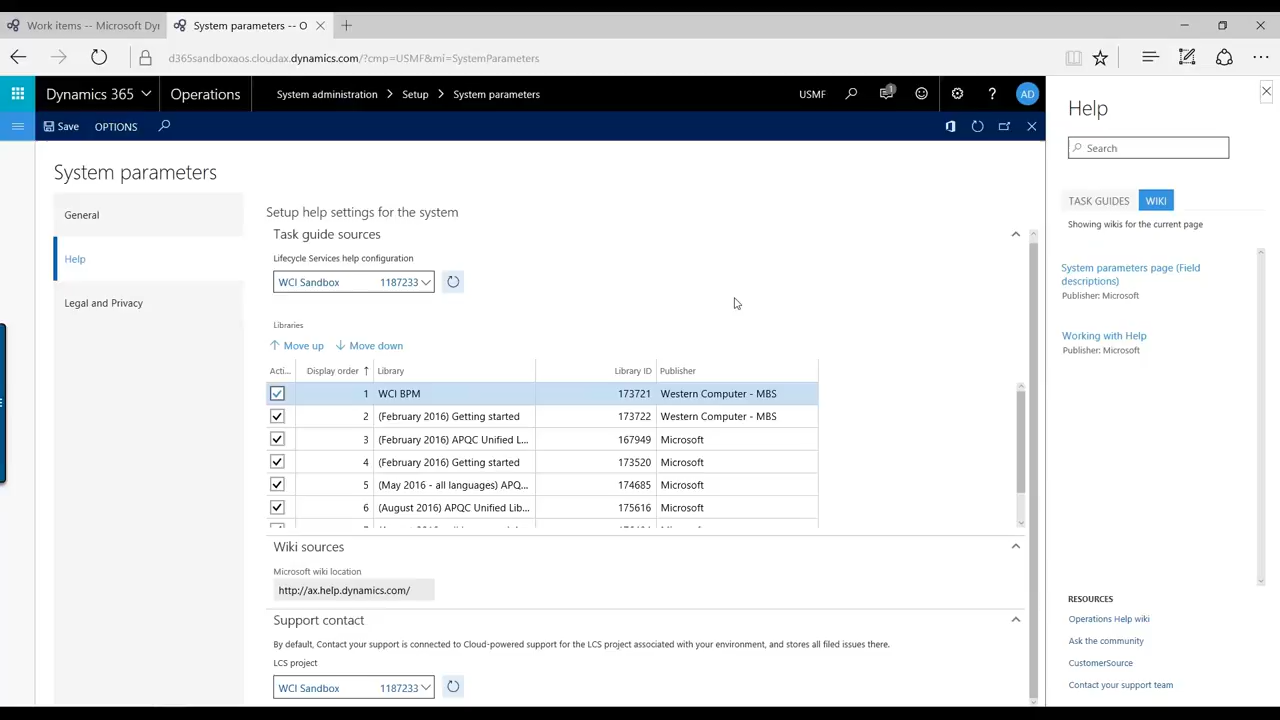 Work items -- Microsoft Dyn
System parameters -- O
d365sandboxaos.cloudax.dynamics.com/?cmp=USMF&mi=SystemParameters
Dynamics 365
Operations
System administration > Setup > System parameters
USMF
1
AD
Save
OPTIONS
System parameters
General
Help
Legal and Privacy
Setup help settings for the system
Task guide sources
Lifecycle Services help configuration
WCI Sandbox 1187233
Libraries
Move up
Move down
Acti... Display order Library Library ID Publisher
1 WCI BPM 173721 Western Computer - MBS
2 (February 2016) Getting started 173722 Western Computer - MBS
3 (February 2016) APQC Unified L... 167949 Microsoft
4 (February 2016) Getting started 173520 Microsoft
5 (May 2016 - all languages) APQ... 174685 Microsoft
6 (August 2016) APQC Unified Lib... 175616 Microsoft
Wiki sources
Microsoft wiki location
http://ax.help.dynamics.com/
Support contact
By default, Contact your support is connected to Cloud-powered support for the LCS project associated with your environment, and stores all filed issues there.
LCS project
WCI Sandbox 1187233
Help
Search
TASK GUIDES
WIKI
Showing wikis for the current page
System parameters page (Field
descriptions)
Publisher: Microsoft
Working with Help
Publisher: Microsoft
RESOURCES
Operations Help wiki
Ask the community
CustomerSource
Contact your support team